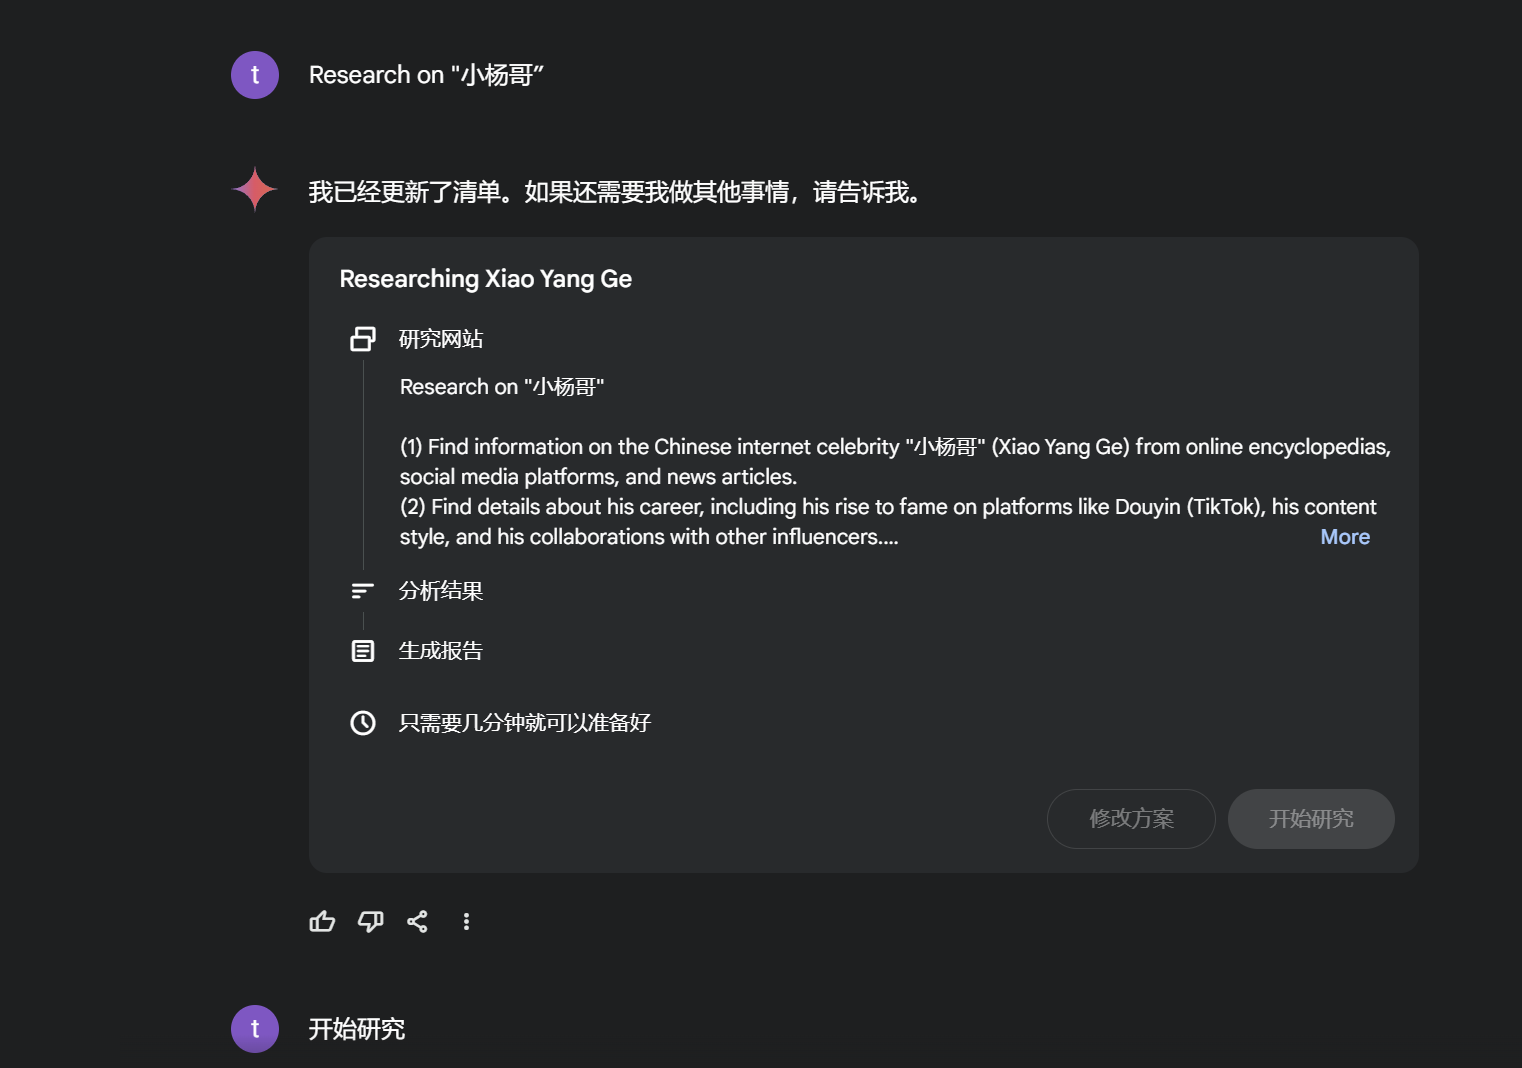 t
Research on "小杨哥”
我已经更新了清单。如果还需要我做其他事情，请告诉我。
Researching Xiao Yang Ge
研究网站
Research on "小杨哥"
(1) Find information on the Chinese internet celebrity "小杨哥" (Xiao Yang Ge) from online encyclopedias,
social media platforms, and news articles.
(2) Find details about his career, including his rise to fame on platforms like Douyin (TikTok), his content
style, and his collaborations with other influencers....
More
分析结果
生成报告
只需要几分钟就可以准备好
修改方案
开始研究
t
开始研究